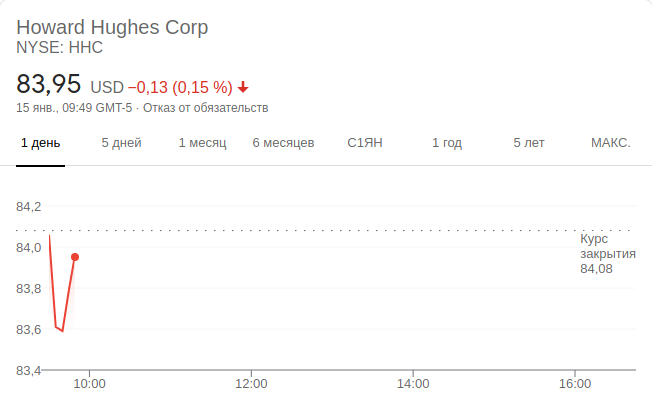 Howard Hughes Corp
NYSE: HHC
83,95 USD −0,13 (0,15 %)
15 янв., 09:49 GMT-5 · Отказ от обязательств
1 день 5 дней 1 месяц 6 месяцев С1ЯН 1 год 5 лет МАКС.
84,2
84,0
83,8
83,6
83,4
Курс
закрытия
84,08
10:00 12:00 14:00 16:00